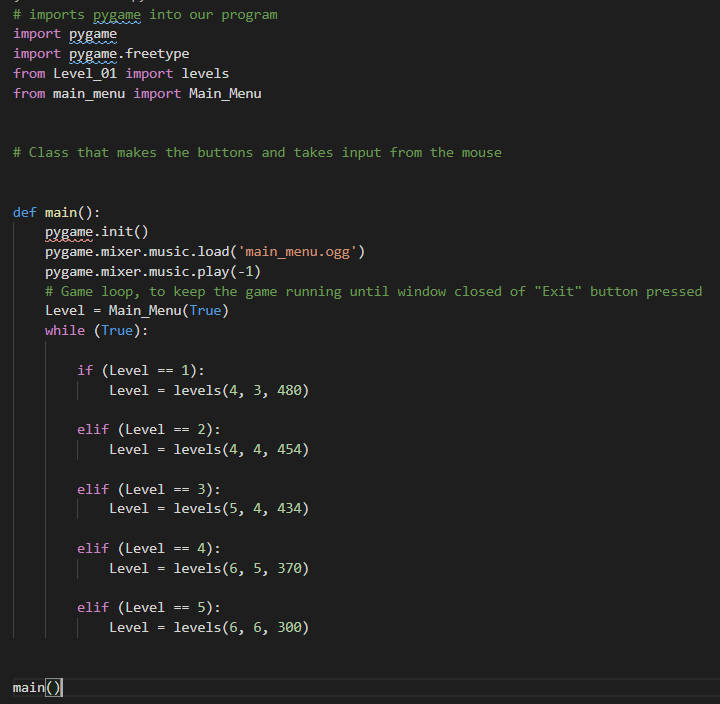 # imports pygame into our program
import pygame
import pygame.freetype
from Level_01 import levels
from main_menu import Main_Menu
# Class that makes the buttons and takes input from the mouse
def main():
    pygame.init()
    pygame.mixer.music.load('main_menu.ogg')
    pygame.mixer.music.play(-1)
    # Game loop, to keep the game running until window closed of "Exit" button pressed
    Level = Main_Menu(True)
    while (True):
        if (Level == 1):
            Level = levels(4, 3, 480)
        elif (Level == 2):
            Level = levels(4, 4, 454)
        elif (Level == 3):
            Level = levels(5, 4, 434)
        elif (Level == 4):
            Level = levels(6, 5, 370)
        elif (Level == 5):
            Level = levels(6, 6, 300)
main()